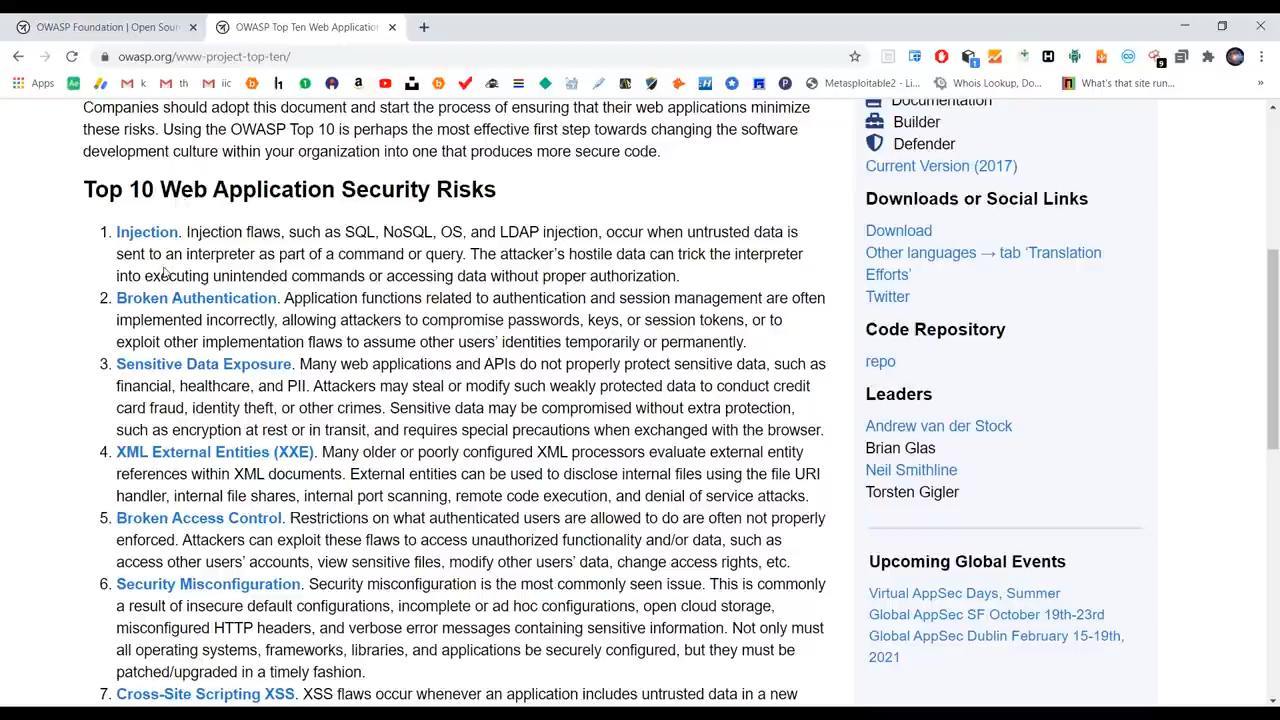 OWASP Foundation | Open Sour
OWASP Top Ten Web Application
owasp.org/www-project-top-ten/
Apps
k
th
iic
Metasploitable2 - Li...
Whois Lookup, Do...
What's that site run...
Companies should adopt this document and start the process of ensuring that their web applications minimize
these risks. Using the OWASP Top 10 is perhaps the most effective first step towards changing the software
development culture within your organization into one that produces more secure code.
Top 10 Web Application Security Risks
1. Injection. Injection flaws, such as SQL, NoSQL, OS, and LDAP injection, occur when untrusted data is
sent to an interpreter as part of a command or query. The attacker's hostile data can trick the interpreter
into executing unintended commands or accessing data without proper authorization.
2. Broken Authentication. Application functions related to authentication and session management are often
implemented incorrectly, allowing attackers to compromise passwords, keys, or session tokens, or to
exploit other implementation flaws to assume other users' identities temporarily or permanently.
3. Sensitive Data Exposure. Many web applications and APIs do not properly protect sensitive data, such as
financial, healthcare, and PII. Attackers may steal or modify such weakly protected data to conduct credit
card fraud, identity theft, or other crimes. Sensitive data may be compromised without extra protection,
such as encryption at rest or in transit, and requires special precautions when exchanged with the browser.
4. XML External Entities (XXE). Many older or poorly configured XML processors evaluate external entity
references within XML documents. External entities can be used to disclose internal files using the file URI
handler, internal file shares, internal port scanning, remote code execution, and denial of service attacks.
5. Broken Access Control. Restrictions on what authenticated users are allowed to do are often not properly
enforced. Attackers can exploit these flaws to access unauthorized functionality and/or data, such as
access other users' accounts, view sensitive files, modify other users' data, change access rights, etc.
6. Security Misconfiguration. Security misconfiguration is the most commonly seen issue. This is commonly
a result of insecure default configurations, incomplete or ad hoc configurations, open cloud storage,
misconfigured HTTP headers, and verbose error messages containing sensitive information. Not only must
all operating systems, frameworks, libraries, and applications be securely configured, but they must be
patched/upgraded in a timely fashion.
7. Cross-Site Scripting XSS. XSS flaws occur whenever an application includes untrusted data in a new
Documentation
Builder
Defender
Current Version (2017)
Downloads or Social Links
Download
Other languages → tab 'Translation
Efforts'
Twitter
Code Repository
repo
Leaders
Andrew van der Stock
Brian Glas
Neil Smithline
Torsten Gigler
Upcoming Global Events
Virtual AppSec Days, Summer
Global AppSec SF October 19th-23rd
Global AppSec Dublin February 15-19th,
2021